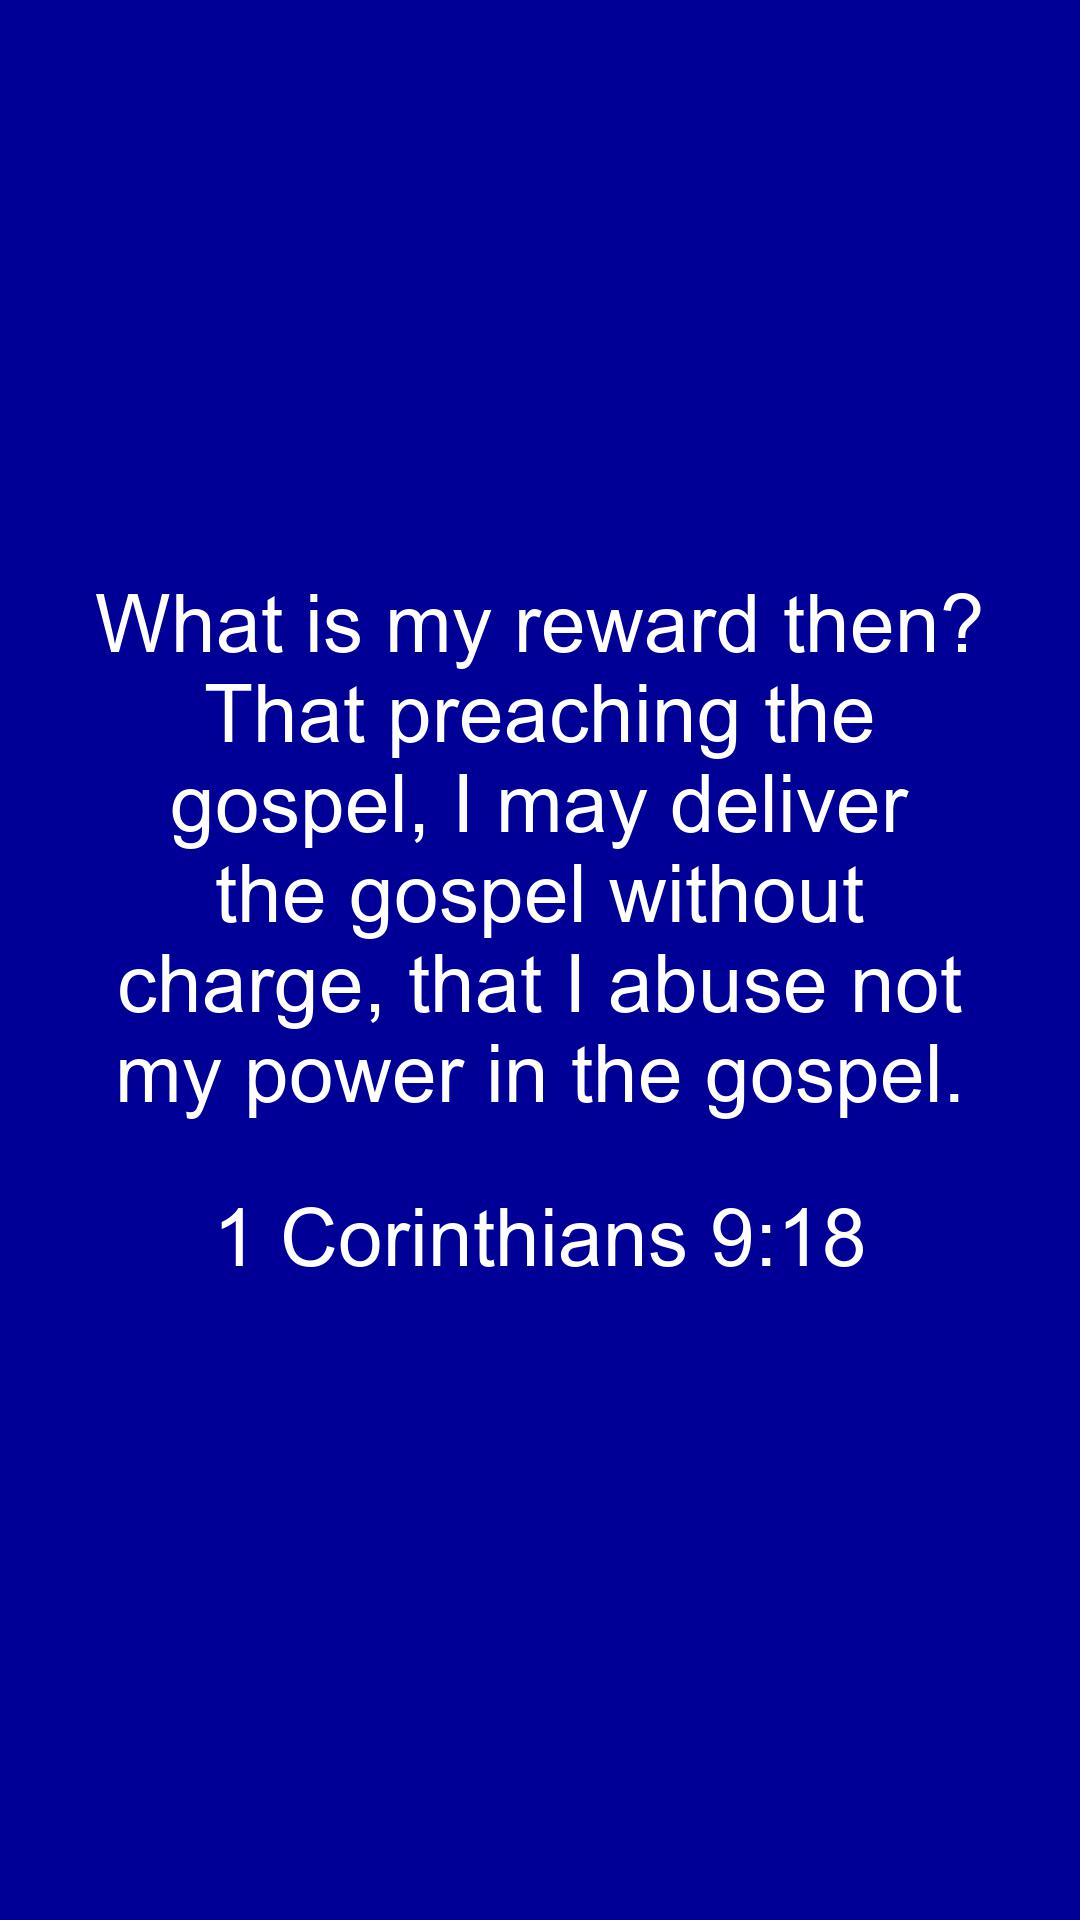 What is my reward then?
That preaching the
gospel, I may deliver
the gospel without
charge, that I abuse not
my power in the gospel.
1 Corinthians 9:18